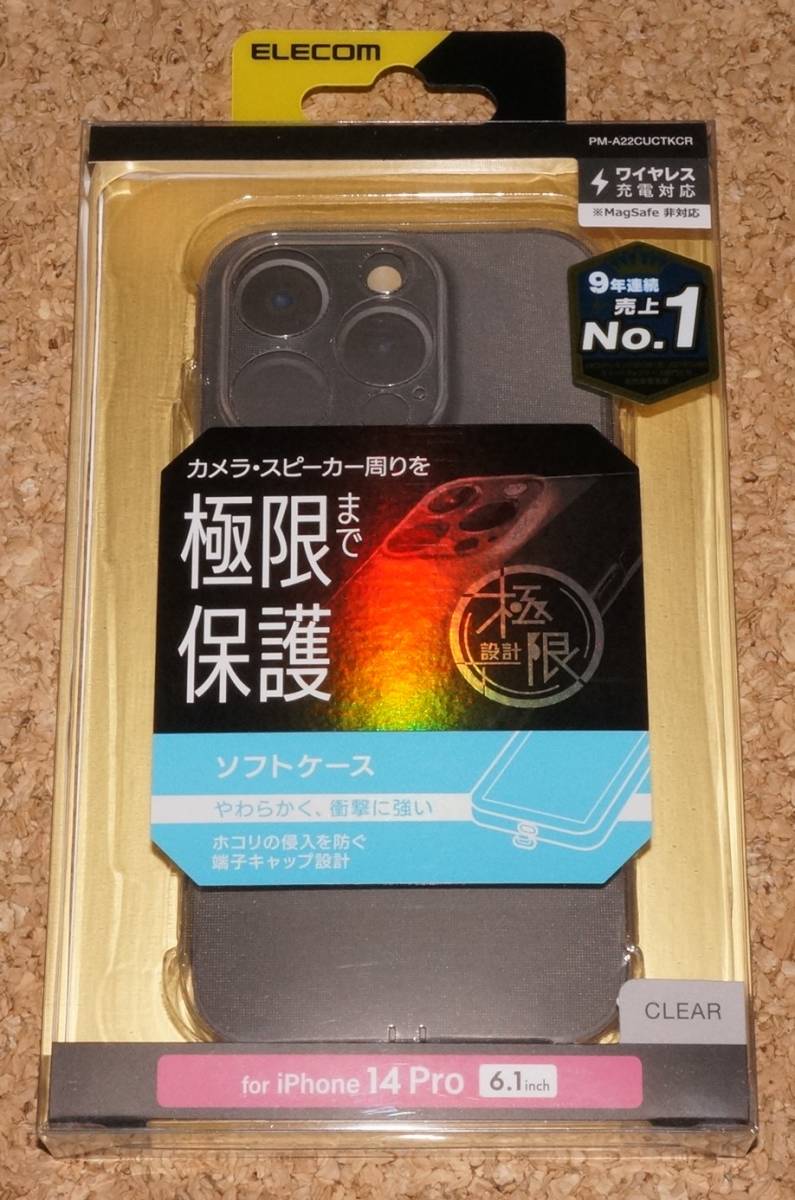 ELECOM
PM-A22CUCTKCR
ワイヤレス
充電対応
※MagSafe 非対応
9年連続
売上
No.1
カメラ・スピーカー周りを
極限まで
保護
極限
設計
ソフトケース
やわらかく、衝撃に強い
ホコリの侵入を防ぐ
端子キャップ設計
CLEAR
for iPhone 14 Pro 6.1inch